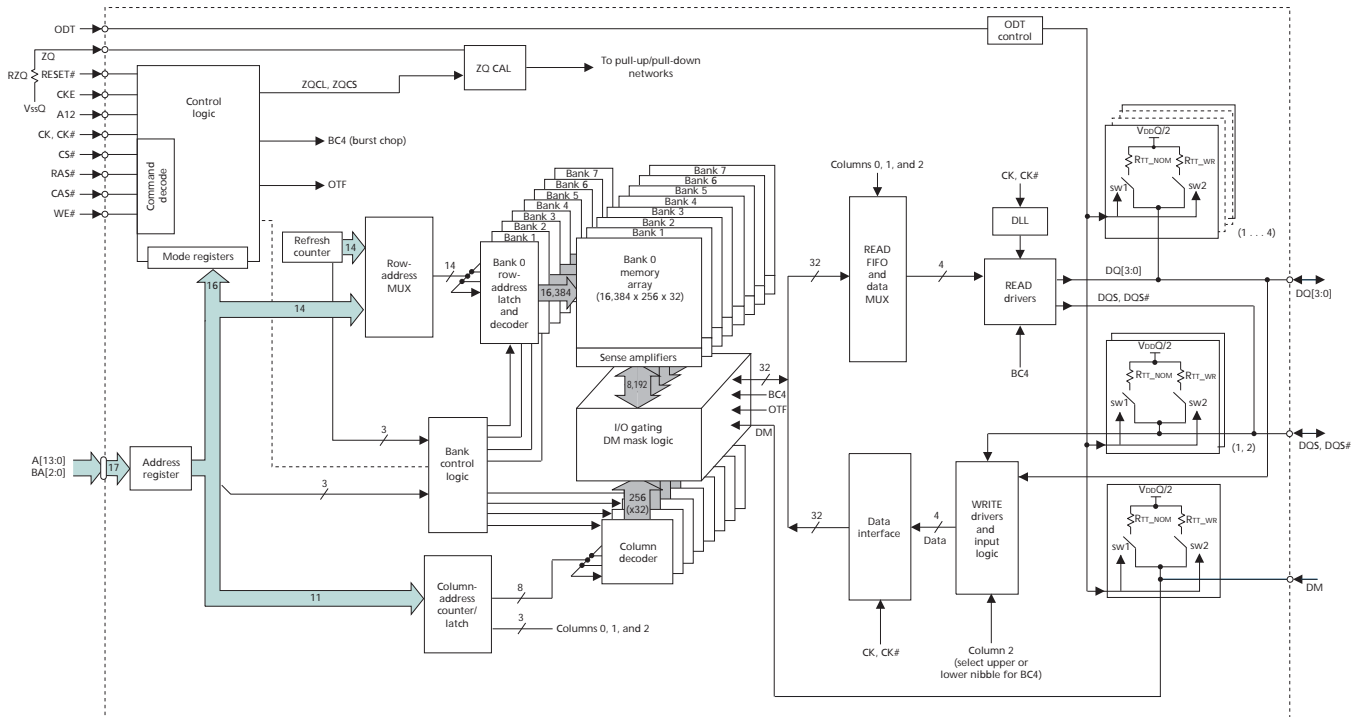 ODT
ODT
control
ZQ
RZQ
RESET#
CKE
VSSQ
A12
CK, CK#
CS#
RAS#
CAS#
WE#
Control
logic
Command
decode
Mode registers
ZQCL, ZQCS
ZQ CAL
To pull-up/pull-down
networks
BC4 (burst chop)
OTF
Refresh
counter
14
Row-
address
MUX
14
16
14
Bank 7
Bank 6
Bank 5
Bank 4
Bank 3
Bank 2
Bank 1
Bank 0
row-
address
latch
and
decoder
16,384
Bank 7
Bank 6
Bank 5
Bank 4
Bank 3
Bank 2
Bank 1
Bank 0
memory
array
(16,384 x 256 x 32)
Sense amplifiers
8,192
I/O gating
DM mask logic
32
BC4
OTF
DM
256
(x32)
Column
decoder
3
Bank
control
logic
3
A[13:0]
BA[2:0]
17
Address
register
11
Column-
address
counter/
latch
8
3
Columns 0, 1, and 2
Columns 0, 1, and 2
32
READ
FIFO
and
data
MUX
4
CK, CK#
DLL
READ
drivers
BC4
DQ[3:0]
DQS, DQS#
32
Data
interface
4
Data
WRITE
drivers
and
input
logic
CK, CK#
Column 2
(select upper or
lower nibble for BC4)
VDDQ/2
RTT_NOM
RTT_WR
sw1
sw2
(1 . . . 4)
DQ[3:0]
VDDQ/2
RTT_NOM
RTT_WR
sw1
sw2
(1, 2)
DQS, DQS#
VDDQ/2
RTT_NOM
RTT_WR
sw1
sw2
DM